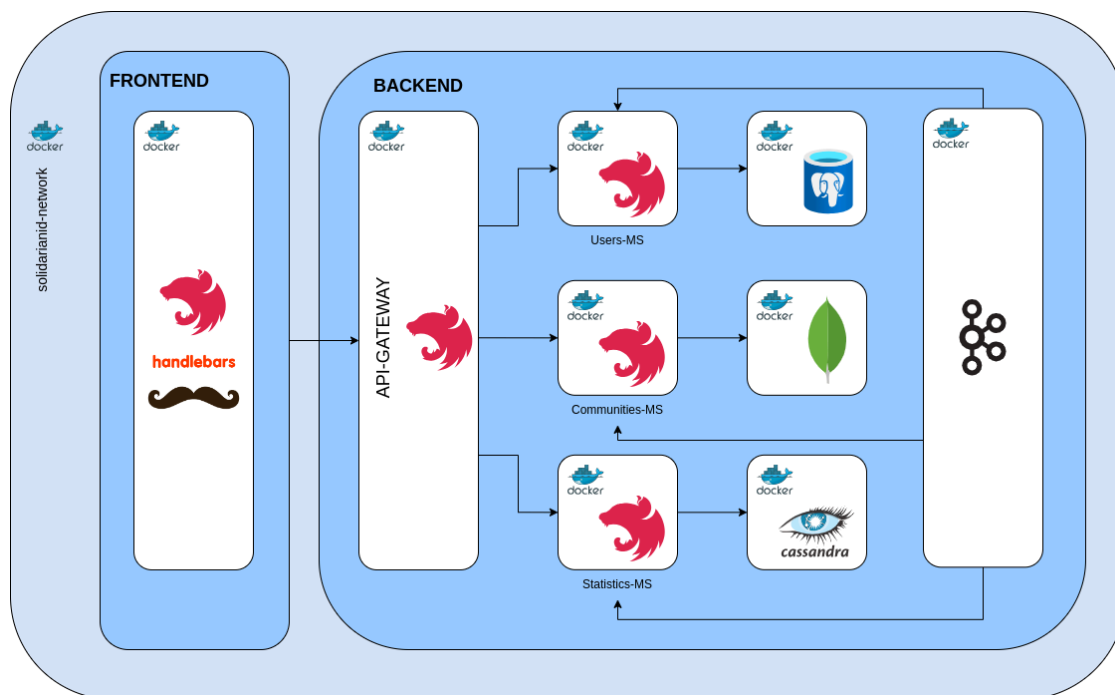 FRONTEND
BACKEND
docker
solidarianid-network
docker
handlebars
docker
API-GATEWAY
docker
Users-MS
docker
docker
Communities-MS
docker
docker
Statistics-MS
docker
cassandra
docker